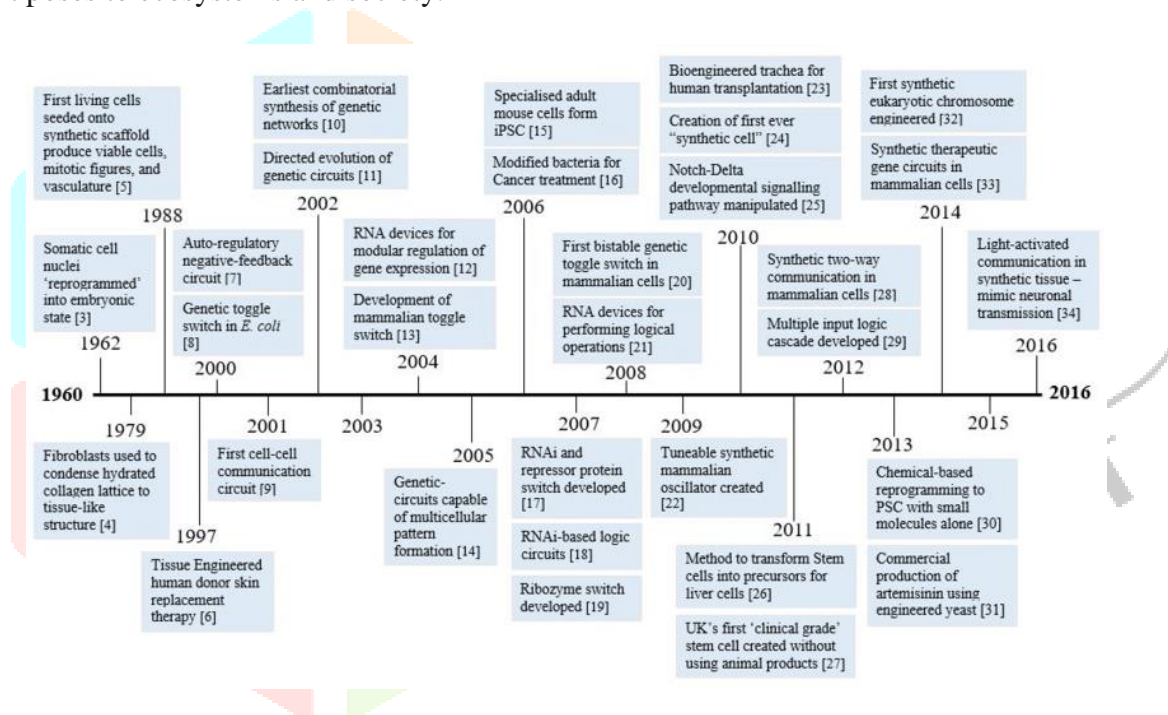 poses to ecosystems and society.
First living cells
seeded onto
synthetic scaffold
produce viable cells,
mitotic figures, and
vasculature [5]
1988
Earliest combinatorial
synthesis of genetic
networks [10]
Directed evolution of
genetic circuits [11]
2002
Specialised adult
mouse cells form
iPSC [15]
Modified bacteria for
Cancer treatment [16]
2006
Bioengineered trachea for
human transplantation [23]
Creation of first ever
“synthetic cell” [24]
Notch-Delta
developmental signalling
pathway manipulated [25]
2010
First synthetic
eukaryotic chromosome
engineered [32]
Synthetic therapeutic
gene circuits in
mammalian cells [33]
2014
Somatic cell
nuclei
‘reprogrammed’
into embryonic
state [3]
1962
Auto-regulatory
negative-feedback
circuit [7]
Genetic toggle
switch in E. coli
[8]
2000
RNA devices for
modular regulation of
gene expression [12]
Development of
mammalian toggle
switch [13]
2004
First bistable genetic
toggle switch in
mammalian cells [20]
RNA devices for
performing logical
operations [21]
2008
Synthetic two-way
communication in
mammalian cells [28]
Multiple input logic
cascade developed [29]
2012
Light-activated
communication in
synthetic tissue –
mimic neuronal
transmission [34]
2016
1960
2016
1979
Fibroblasts used to
condense hydrated
collagen lattice to
tissue-like
structure [4]
1997
Tissue Engineered
human donor skin
replacement
therapy [6]
2001
First cell-cell
communication
circuit [9]
2003
2005
Genetic-
circuits capable
of multicellular
pattern
formation [14]
2007
RNAi and
repressor protein
switch developed
[17]
RNAi-based logic
circuits [18]
Ribozyme switch
developed [19]
2009
Tuneable synthetic
mammalian
oscillator created
[22]
2011
Method to transform Stem
cells into precursors for
liver cells [26]
UK’s first ‘clinical grade’
stem cell created without
using animal products [27]
2013
Chemical-based
reprogramming to
PSC with small
molecules alone [30]
Commercial
production of
artemisinin using
engineered yeast [31]
2015